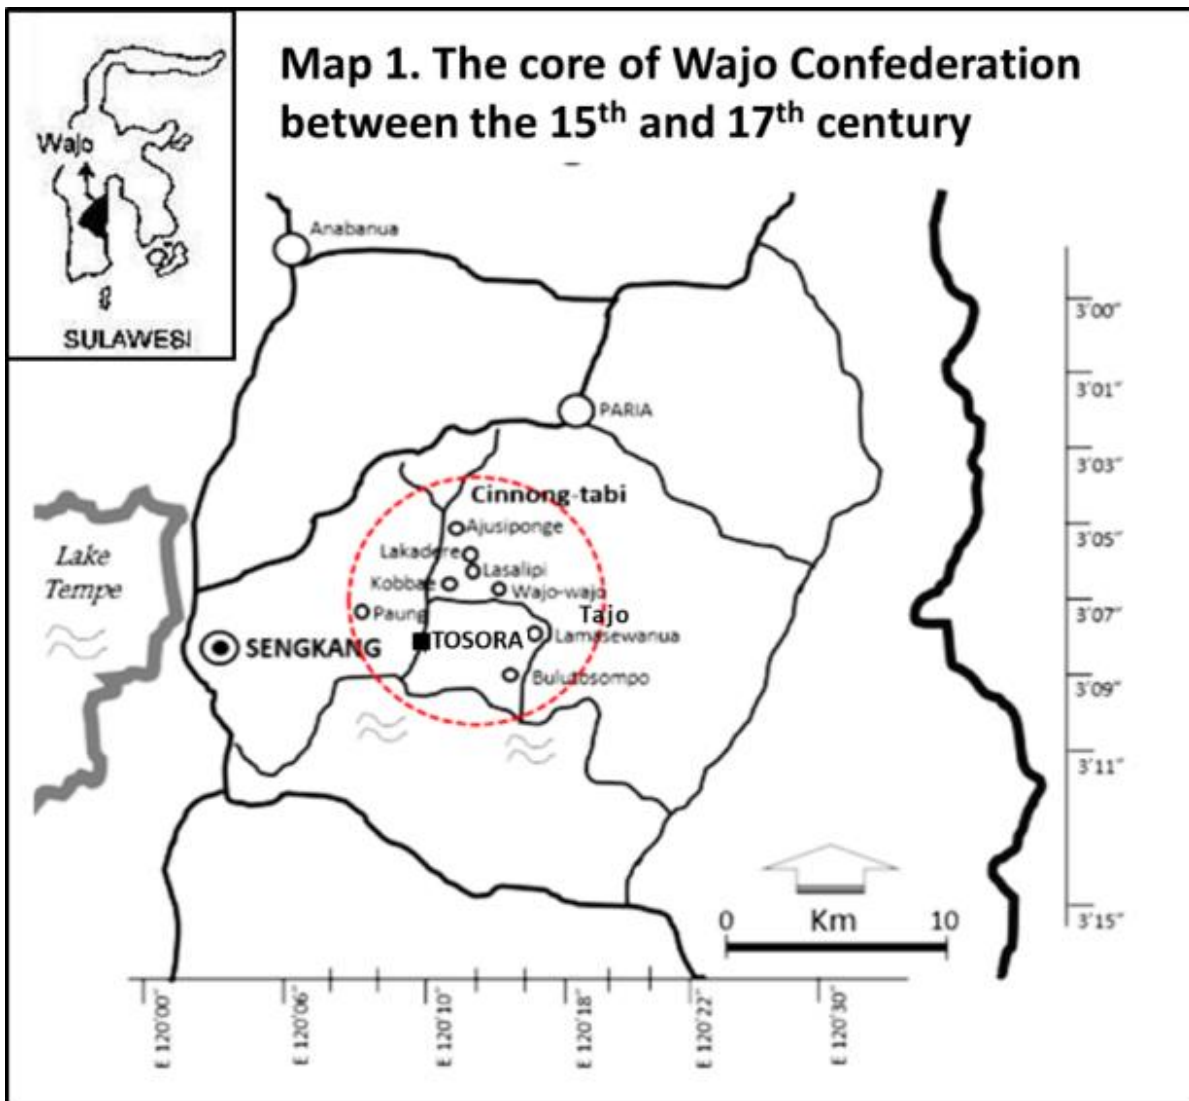 Map 1. The core of Wajo Confederation
between the 15th and 17th century
Wajo
SULAWESI
Anabanua
PARIA
Cinnong-tabi
Ajusiponge
Lakadere
Lasalipi
Kobbae
Wajo-wajo
Paung
Tajo
Lamasewanua
TOSORA
SENGKANG
Bulutosompo
Lake
Tempe
3'00"
3'01"
3'03"
3'05"
3'07"
3'09"
3'11"
3'15"
0 Km 10
E 120'00"
E 120'06"
E 120'10"
E 120'18"
E 120'22"
E 120'30"